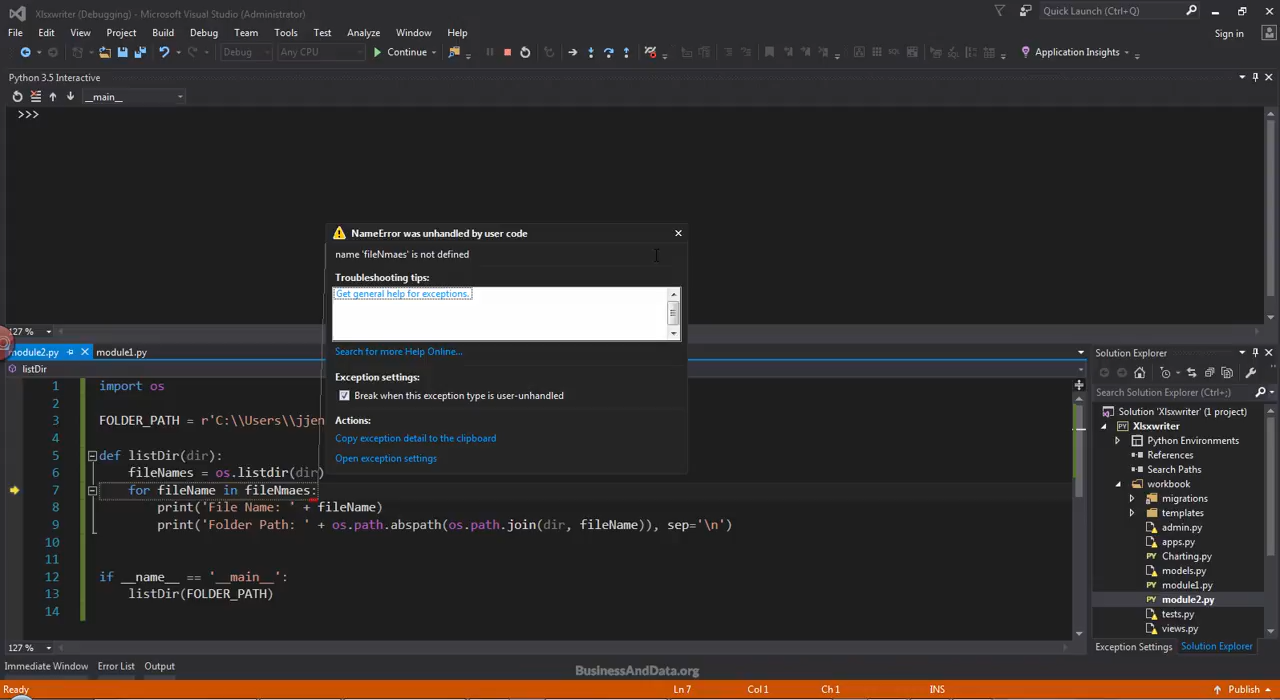 Xlsxwriter (Debugging) - Microsoft Visual Studio (Administrator)
Quick Launch (Ctrl+Q)
File Edit View Project Build Debug Team Tools Test Analyze Window Help
Sign in
Debug Any CPU Continue Application Insights
Python 3.5 Interactive
__main__
>>>
NameError was unhandled by user code
name 'fileNmaes' is not defined
Troubleshooting tips:
Get general help for exceptions.
Search for more Help Online...
Exception settings:
Break when this exception type is user-unhandled
Actions:
Copy exception detail to the clipboard
Open exception settings
127 %
module2.py module1.py
listDir
1 import os
2
3 FOLDER_PATH = r'C:\\Users\\jjen
4
5 def listDir(dir):
6 fileNames = os.listdir(dir)
7 for fileName in fileNmaes:
8 print('File Name: ' + fileName)
9 print('Folder Path: ' + os.path.abspath(os.path.join(dir, fileName)), sep='\n')
10
11
12 if __name__ == '__main__':
13 listDir(FOLDER_PATH)
14
127 %
Solution Explorer
Search Solution Explorer (Ctrl+;)
Solution 'Xlsxwriter' (1 project)
Xlsxwriter
Python Environments
References
Search Paths
workbook
migrations
templates
admin.py
apps.py
Charting.py
models.py
module1.py
module2.py
tests.py
views.py
Exception Settings Solution Explorer
Immediate Window Error List Output
BusinessAndData.org
Ready Ln 7 Col 1 Ch 1 INS Publish